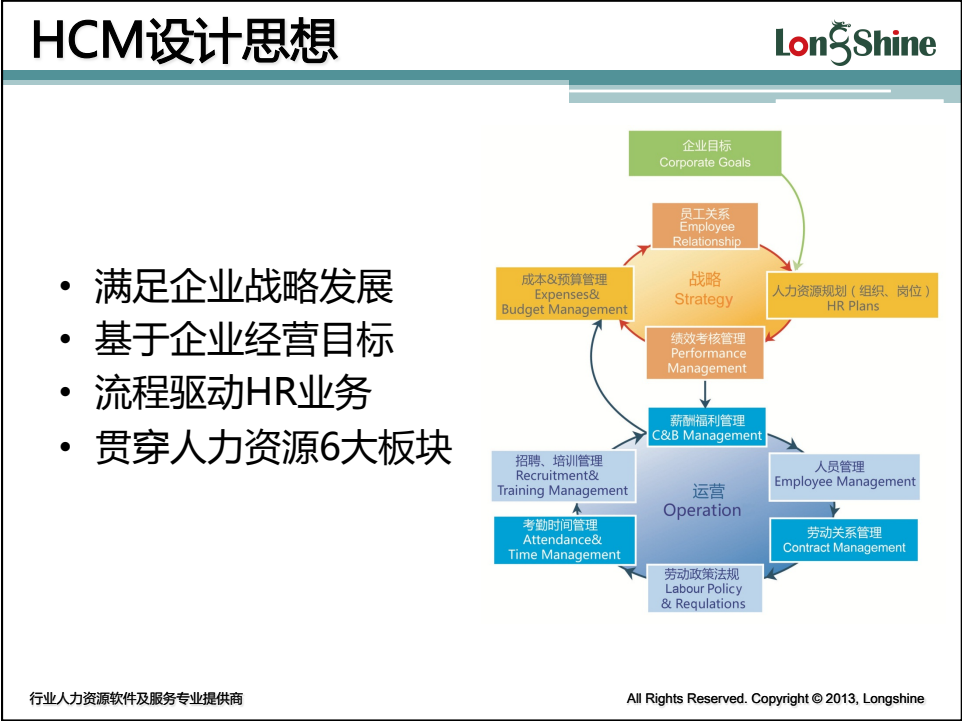 HCM设计思想
LongShine
• 满足企业战略发展
• 基于企业经营目标
• 流程驱动HR业务
• 贯穿人力资源6大板块
企业目标
Corporate Goals
员工关系
Employee
Relationship
成本&预算管理
Expenses&
Budget Management
战略
Strategy
人力资源规划（组织、岗位）
HR Plans
绩效考核管理
Performance
Management
薪酬福利管理
C&B Management
招聘、培训管理
Recruitment&
Training Management
人员管理
Employee Management
运营
Operation
考勤时间管理
Attendance&
Time Management
劳动关系管理
Contract Management
劳动政策法规
Labour Policy
& Requlations
行业人力资源软件及服务专业提供商
All Rights Reserved. Copyright © 2013, Longshine